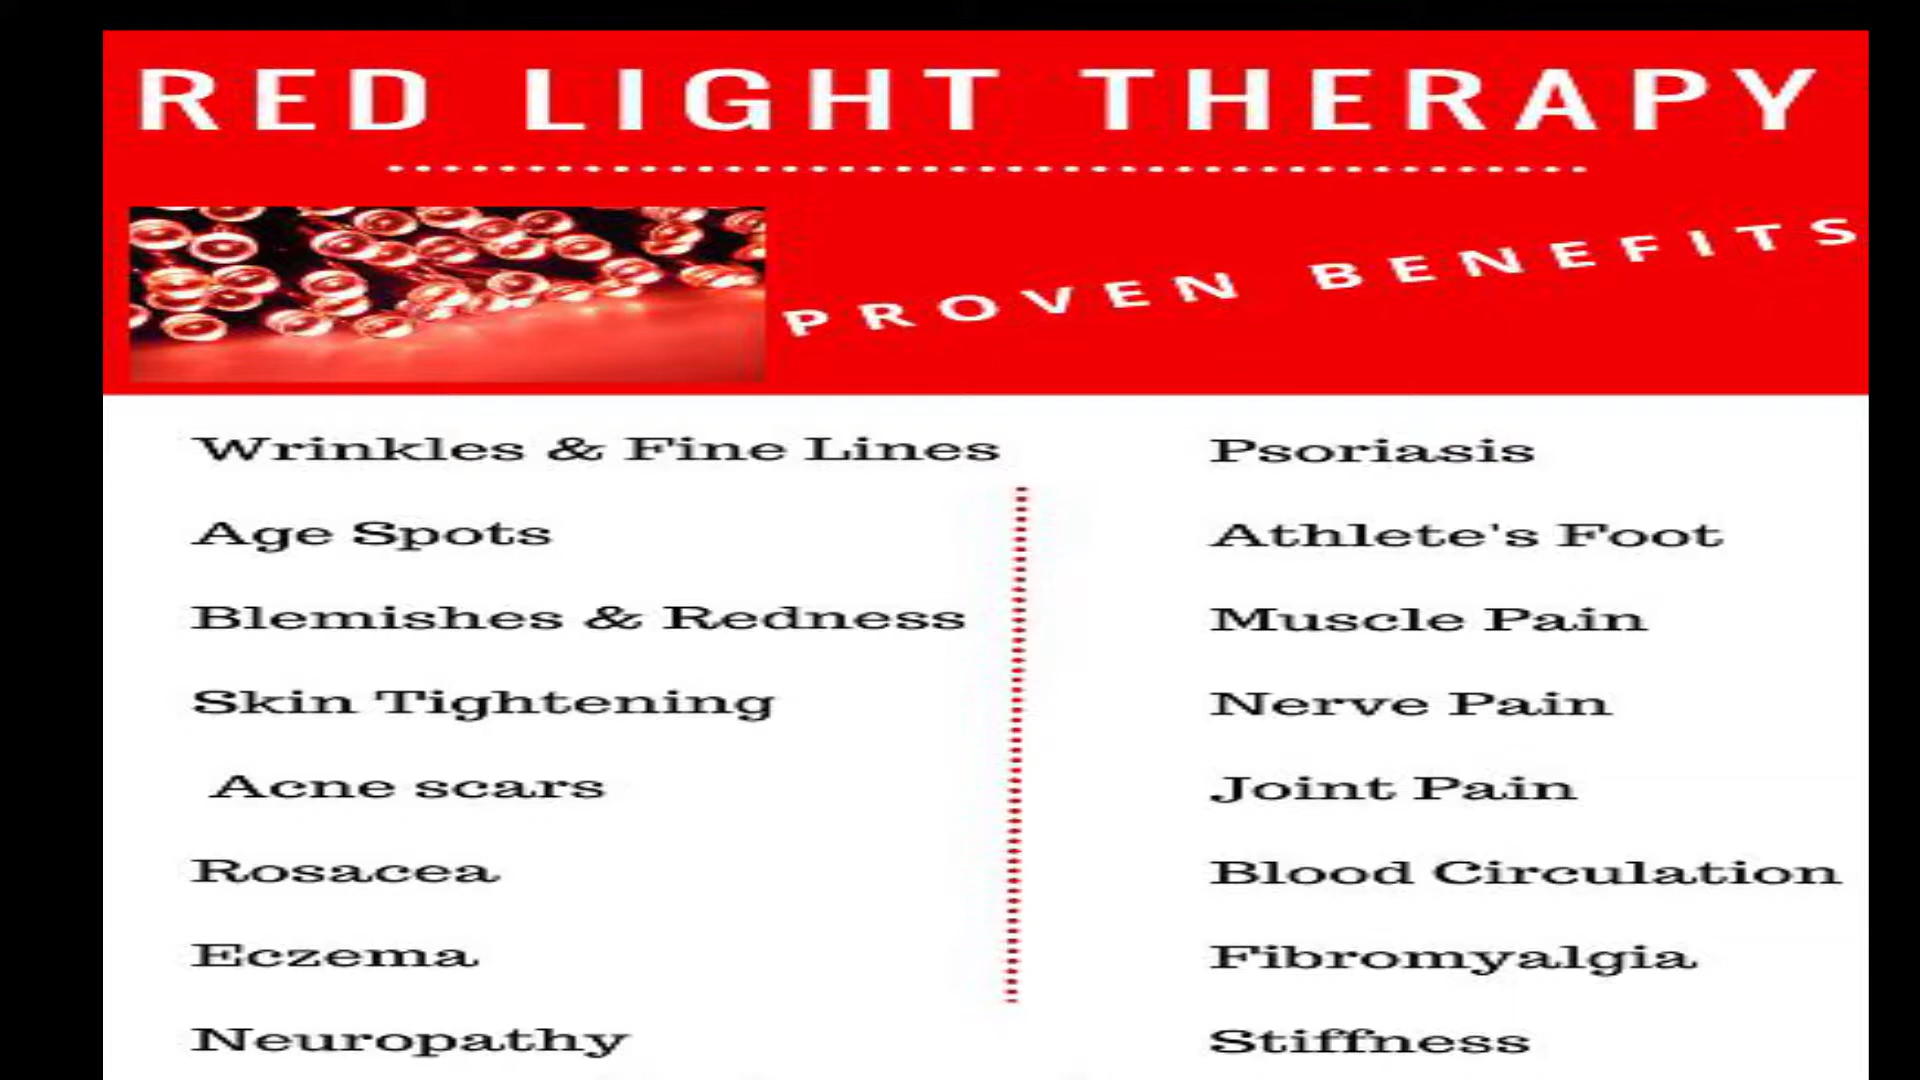 RED LIGHT THERAPY
PROVEN BENEFITS
Wrinkles & Fine Lines
Age Spots
Blemishes & Redness
Skin Tightening
Acne scars
Rosacea
Eczema
Neuropathy
Psoriasis
Athlete's Foot
Muscle Pain
Nerve Pain
Joint Pain
Blood Circulation
Fibromyalgia
Stiffness